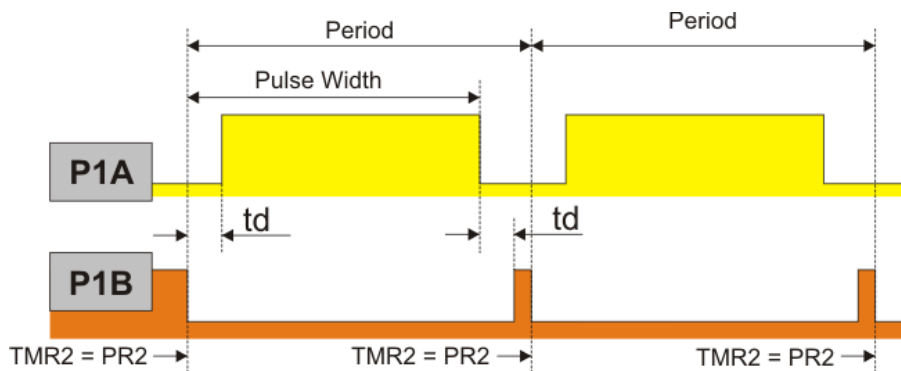 Period
Period
Pulse Width
P1A
td
td
P1B
TMR2 = PR2
TMR2 = PR2
TMR2 = PR2